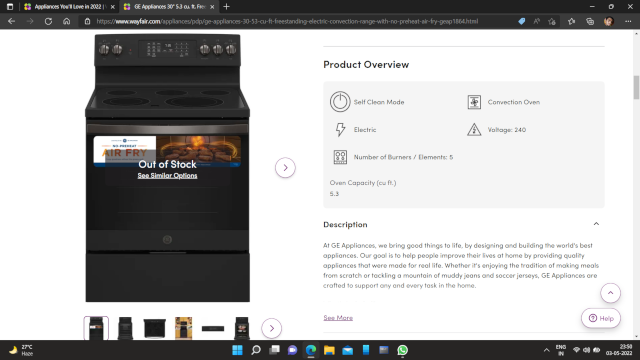 Appliances You'll Love in 2022 | 
GE Appliances 30" 5.3 cu. ft. Frees
https://www.wayfair.com/appliances/pdp/ge-appliances-30-53-cu-ft-freestanding-electric-convection-range-with-no-preheat-air-fry-geap1864.html
Product Overview
Self Clean Mode
Convection Oven
Electric
Voltage: 240
Number of Burners / Elements: 5
Oven Capacity (cu ft.)
5.3
NO PREHEAT
AIR FRY
Out of Stock
See Similar Options
Description
At GE Appliances, we bring good things to life, by designing and building the world's best
appliances. Our goal is to help people improve their lives at home by providing quality
appliances that were made for real life. Whether it's enjoying the tradition of making meals
from scratch or tackling a mountain of muddy jeans and soccer jerseys, GE Appliances are
crafted to support any and every task in the home.
See More
Help
27°C
Haze
ENG
IN
23:50
03-05-2022